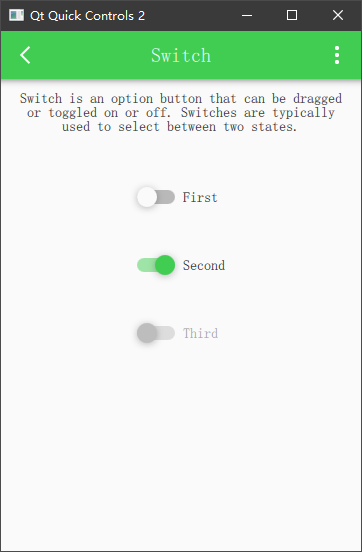 Qt Quick Controls 2
Switch
Switch is an option button that can be dragged
or toggled on or off. Switches are typically
used to select between two states.
First
Second
Third